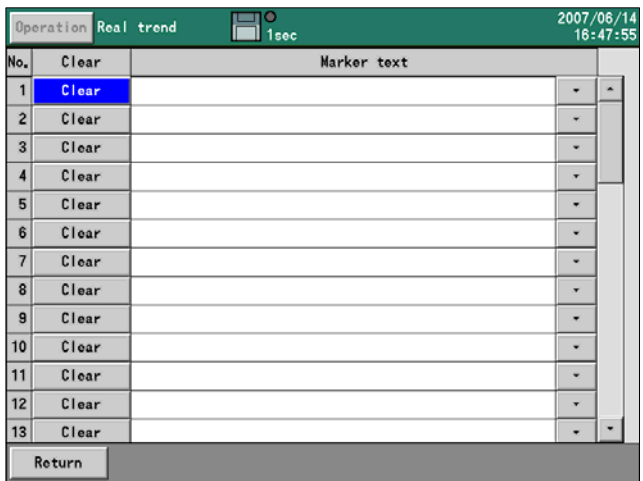 Operation Real trend 1sec 2007/06/14
16:47:55
No. Clear Marker text
1 Clear
2 Clear
3 Clear
4 Clear
5 Clear
6 Clear
7 Clear
8 Clear
9 Clear
10 Clear
11 Clear
12 Clear
13 Clear
Return